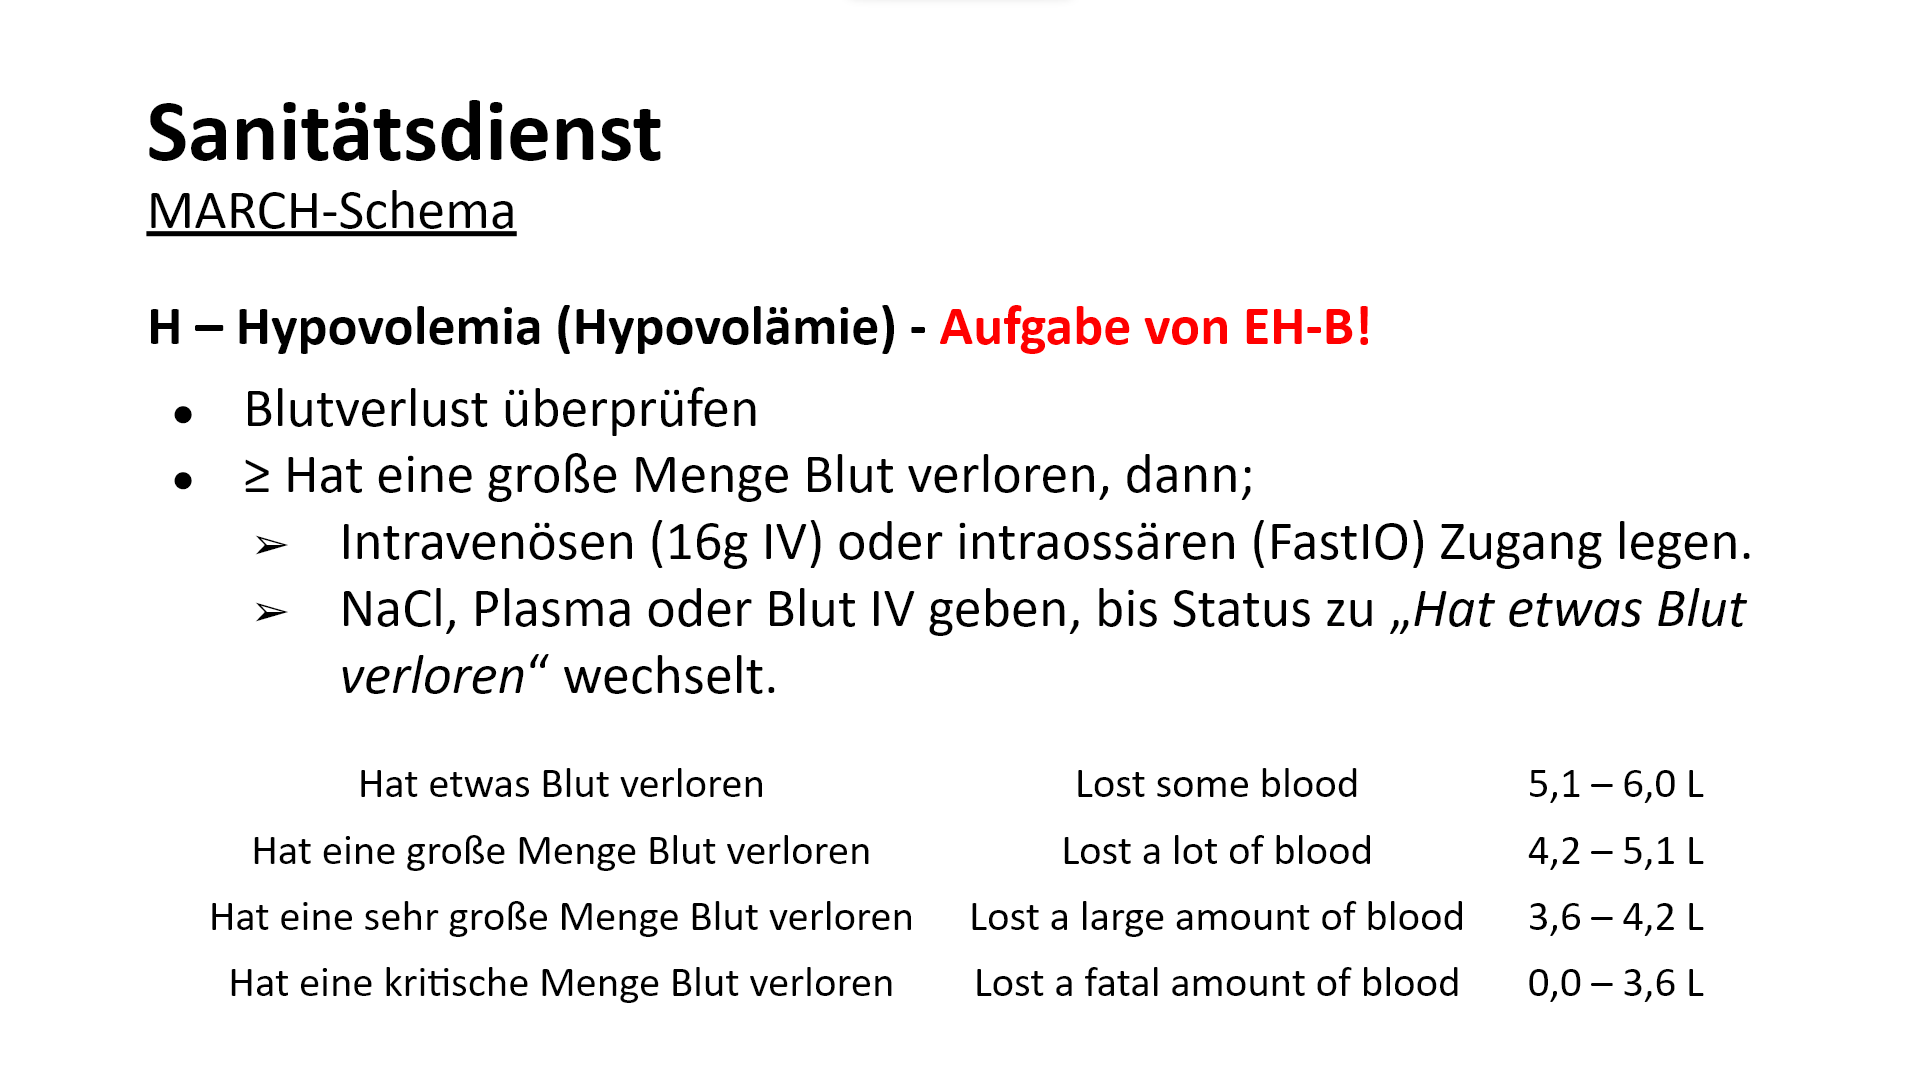 Sanitätsdienst
MARCH-Schema
H – Hypovolemia (Hypovolämie) - Aufgabe von EH-B!
● Blutverlust überprüfen
● ≥ Hat eine große Menge Blut verloren, dann;
➢ Intravenösen (16g IV) oder intraossären (FastIO) Zugang legen.
➢ NaCl, Plasma oder Blut IV geben, bis Status zu „Hat etwas Blut
verloren“ wechselt.
Hat etwas Blut verloren Lost some blood 5,1 – 6,0 L
Hat eine große Menge Blut verloren Lost a lot of blood 4,2 – 5,1 L
Hat eine sehr große Menge Blut verloren Lost a large amount of blood 3,6 – 4,2 L
Hat eine kritische Menge Blut verloren Lost a fatal amount of blood 0,0 – 3,6 L